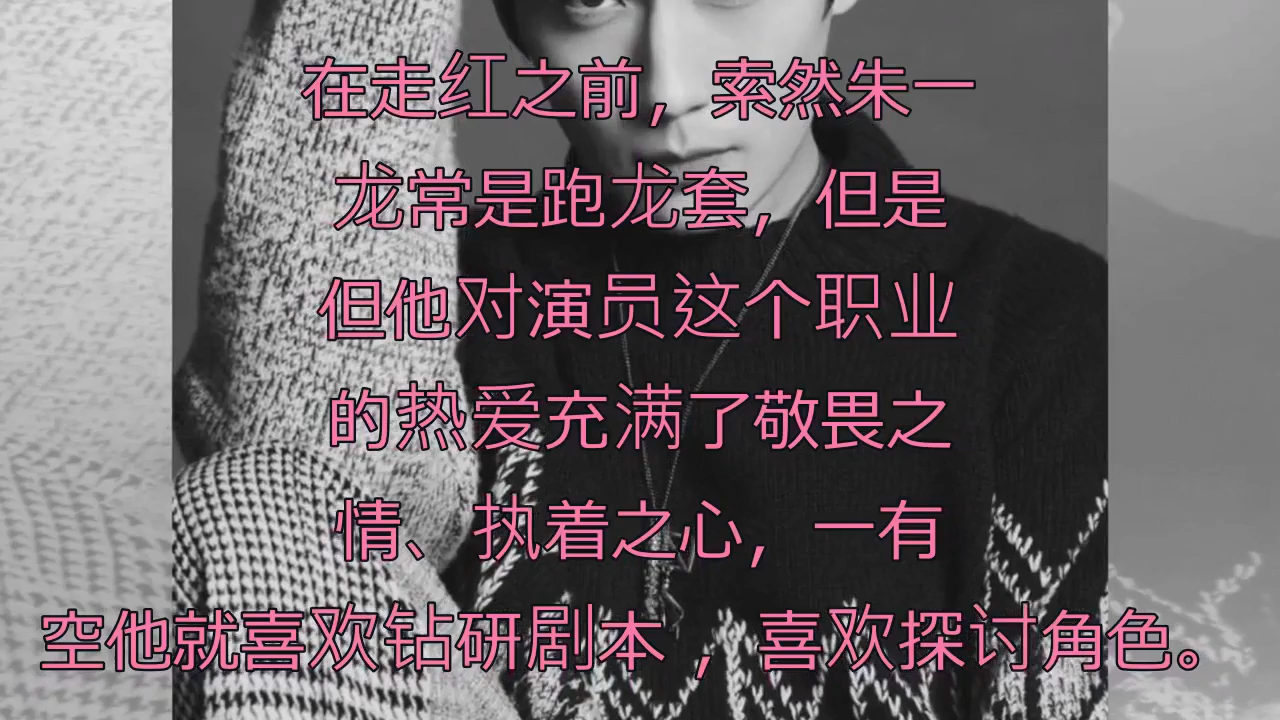 在走红之前，索然朱一
龙常是跑龙套，但是
但他对演员这个职业
的热爱充满了敬畏之
情、执着之心，一有
空他就喜欢钻研剧本 ，喜欢探讨角色。